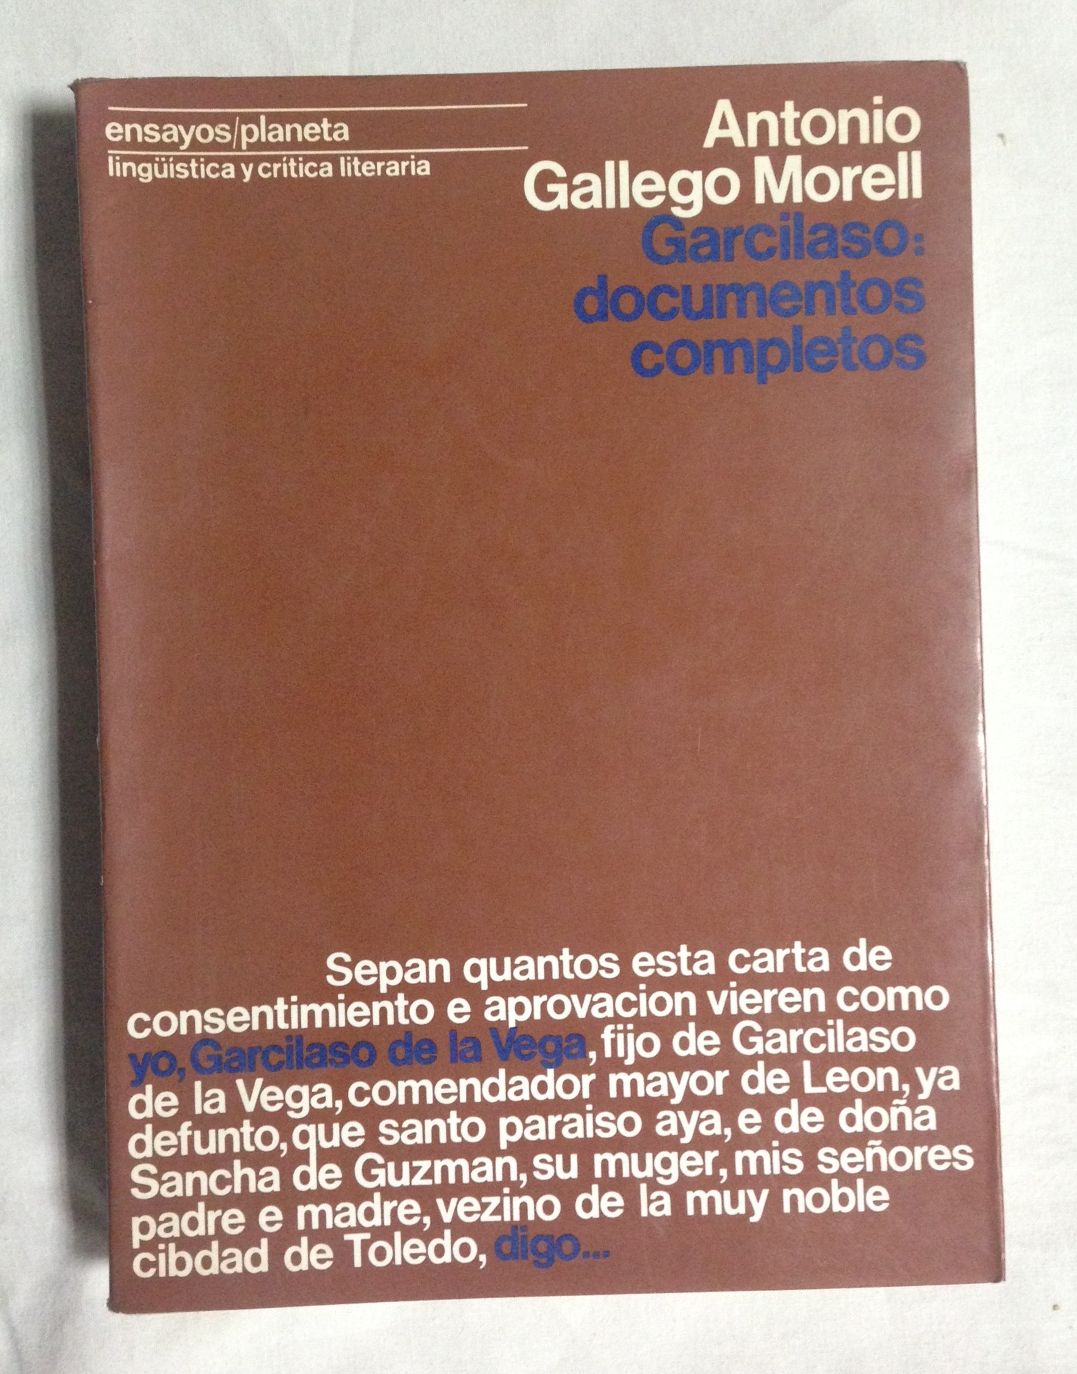 ensayos/planeta
lingüística y crítica literaria
Antonio
Gallego Morell
Garcilaso:
documentos
completos
Sepan quantos esta carta de
consentimiento e aprovacion vieren como
yo, Garcilaso de la Vega, fijo de Garcilaso
de la Vega, comendador mayor de Leon, ya
defunto, que santo paraiso aya, e de doña
Sancha de Guzman, su muger, mis señores
padre e madre, vezino de la muy noble
cibdad de Toledo, digo...